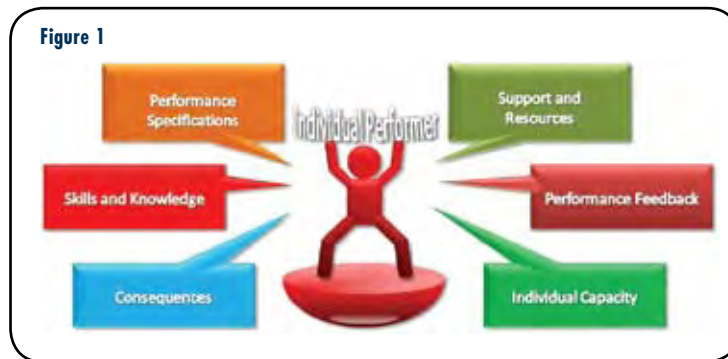 Figure 1
Performance
Specifications
Individual Performer
Support and
Resources
Skills and Knowledge
Performance Feedback
Consequences
Individual Capacity